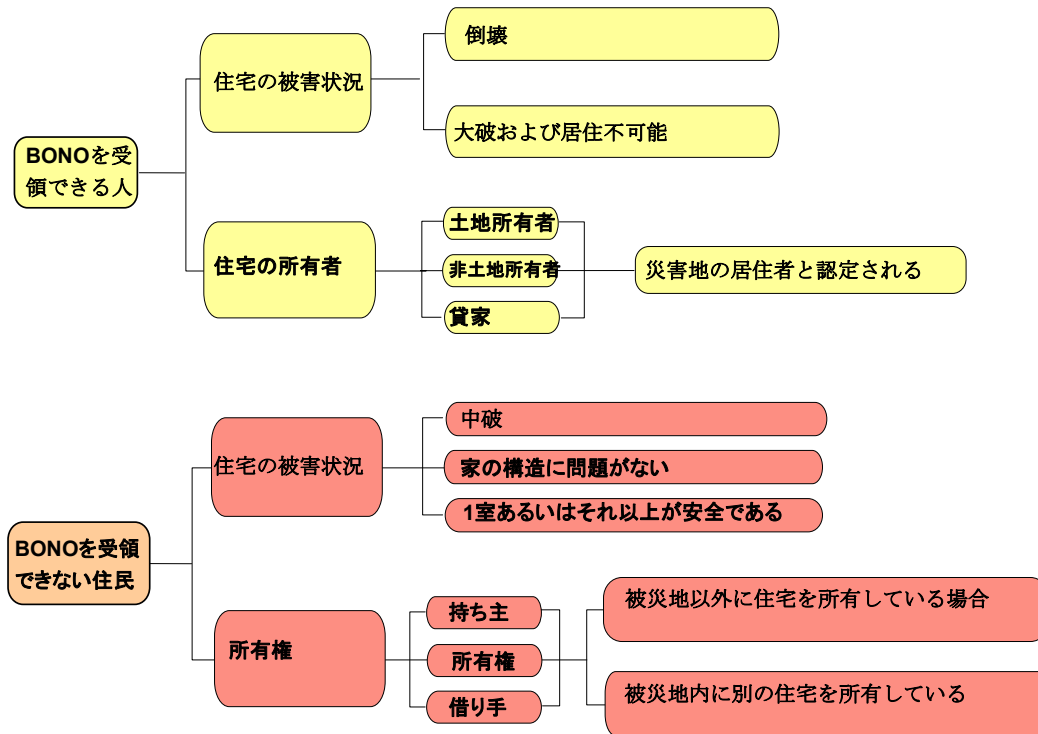 BONOを受
領できる人
住宅の被害状況
倒壊
大破および居住不可能
住宅の所有者
土地所有者
非土地所有者
貸家
災害地の居住者と認定される
BONOを受領
できない住民
住宅の被害状況
中破
家の構造に問題がない
1室あるいはそれ以上が安全である
所有権
持ち主
所有権
借り手
被災地以外に住宅を所有している場合
被災地内に別の住宅を所有している